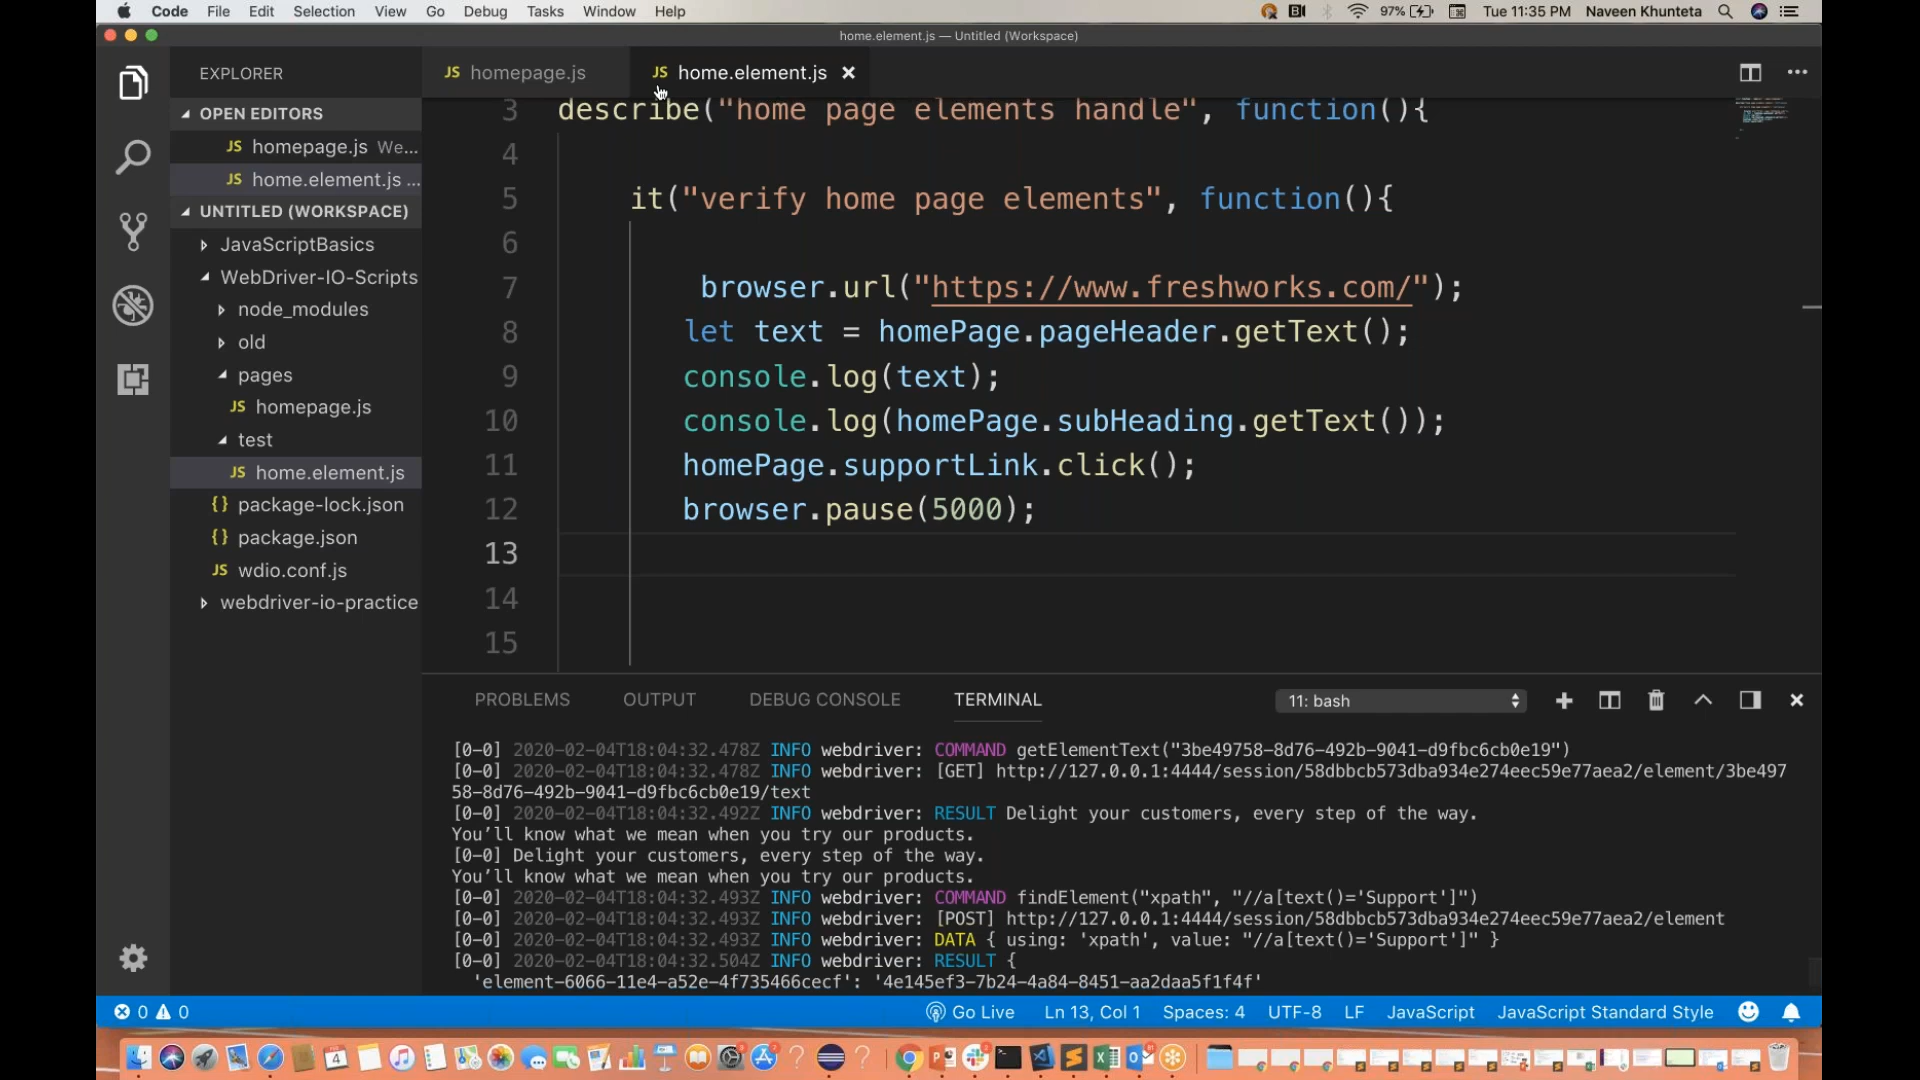 Code File Edit Selection View Go Debug Tasks Window Help 97% Tue 11:35 PM Naveen Khunteta
home.element.js — Untitled (Workspace)
EXPLORER
JS homepage.js JS home.element.js
OPEN EDITORS
JS homepage.js We...
JS home.element.js ...
UNTITLED (WORKSPACE)
JavaScriptBasics
WebDriver-IO-Scripts
node_modules
old
pages
JS homepage.js
test
JS home.element.js
{} package-lock.json
{} package.json
JS wdio.conf.js
webdriver-io-practice
3 describe("home page elements handle", function(){
4
5 it("verify home page elements", function(){
6
7 browser.url("https://www.freshworks.com/");
8 let text = homePage.pageHeader.getText();
9 console.log(text);
10 console.log(homePage.subHeading.getText());
11 homePage.supportLink.click();
12 browser.pause(5000);
13
14
15
PROBLEMS OUTPUT DEBUG CONSOLE TERMINAL 11: bash
[0-0] 2020-02-04T18:04:32.478Z INFO webdriver: COMMAND getElementText("3be49758-8d76-492b-9041-d9fbc6cb0e19")
[0-0] 2020-02-04T18:04:32.478Z INFO webdriver: [GET] http://127.0.0.1:4444/session/58dbbcb573dba934e274eec59e77aea2/element/3be497
58-8d76-492b-9041-d9fbc6cb0e19/text
[0-0] 2020-02-04T18:04:32.492Z INFO webdriver: RESULT Delight your customers, every step of the way.
You’ll know what we mean when you try our products.
[0-0] Delight your customers, every step of the way.
You’ll know what we mean when you try our products.
[0-0] 2020-02-04T18:04:32.493Z INFO webdriver: COMMAND findElement("xpath", "//a[text()='Support']")
[0-0] 2020-02-04T18:04:32.493Z INFO webdriver: [POST] http://127.0.0.1:4444/session/58dbbcb573dba934e274eec59e77aea2/element
[0-0] 2020-02-04T18:04:32.493Z INFO webdriver: DATA { using: 'xpath', value: "//a[text()='Support']" }
[0-0] 2020-02-04T18:04:32.504Z INFO webdriver: RESULT {
'element-6066-11e4-a52e-4f735466cecf': '4e145ef3-7b24-4a84-8451-aa2daa5f1f4f'
0 0 Go Live Ln 13, Col 1 Spaces: 4 UTF-8 LF JavaScript JavaScript Standard Style